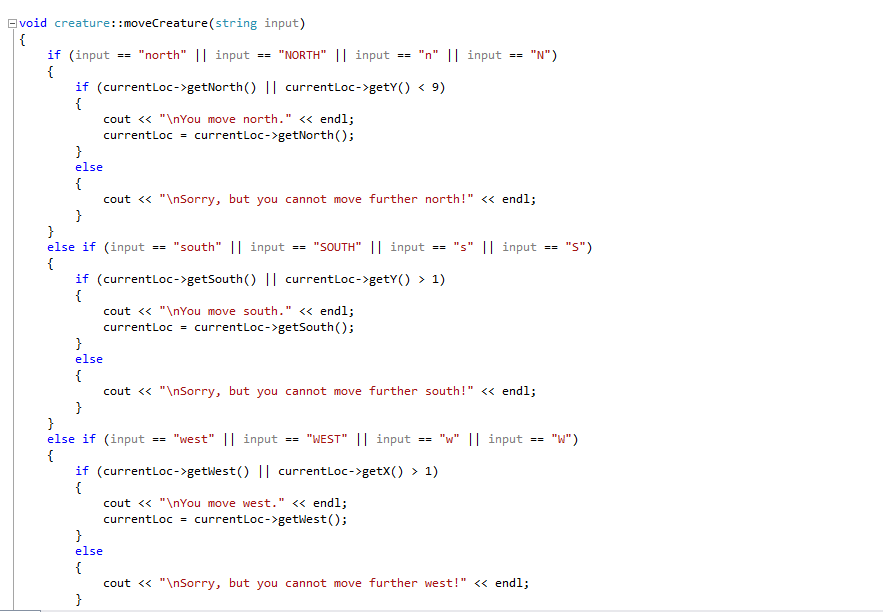 void creature::moveCreature(string input)
{
    if (input == "north" || input == "NORTH" || input == "n" || input == "N")
    {
        if (currentLoc->getNorth() || currentLoc->getY() < 9)
        {
            cout << "\nYou move north." << endl;
            currentLoc = currentLoc->getNorth();
        }
        else
        {
            cout << "\nSorry, but you cannot move further north!" << endl;
        }
    }
    else if (input == "south" || input == "SOUTH" || input == "s" || input == "S")
    {
        if (currentLoc->getSouth() || currentLoc->getY() > 1)
        {
            cout << "\nYou move south." << endl;
            currentLoc = currentLoc->getSouth();
        }
        else
        {
            cout << "\nSorry, but you cannot move further south!" << endl;
        }
    }
    else if (input == "west" || input == "WEST" || input == "w" || input == "W")
    {
        if (currentLoc->getWest() || currentLoc->getX() > 1)
        {
            cout << "\nYou move west." << endl;
            currentLoc = currentLoc->getWest();
        }
        else
        {
            cout << "\nSorry, but you cannot move further west!" << endl;
        }